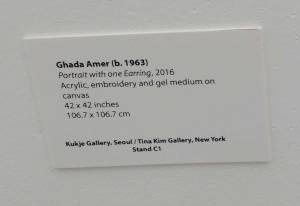 Ghada Amer (b. 1963)
Portrait with one Earring, 2016
Acrylic, embroidery and gel medium on
canvas
42 x 42 inches
106.7 x 106.7 cm
Kukje Gallery, Seoul / Tina Kim Gallery, New York
Stand C1